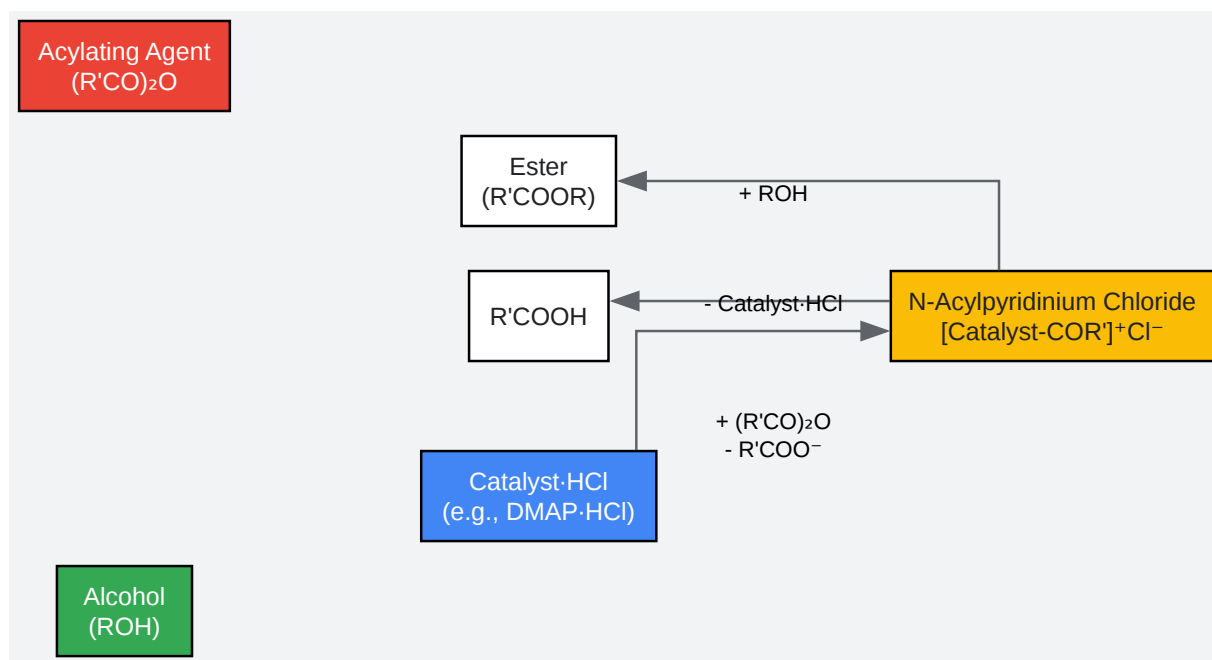 Acylating Agent
(R'CO)₂O
Ester
(R'COOR)
+ ROH
R'COOH
- Catalyst·HCl
N-Acylpyridinium Chloride
[Catalyst-COR']⁺Cl⁻
+ (R'CO)₂O
- R'COO⁻
Catalyst·HCl
(e.g., DMAP·HCl)
Alcohol
(ROH)